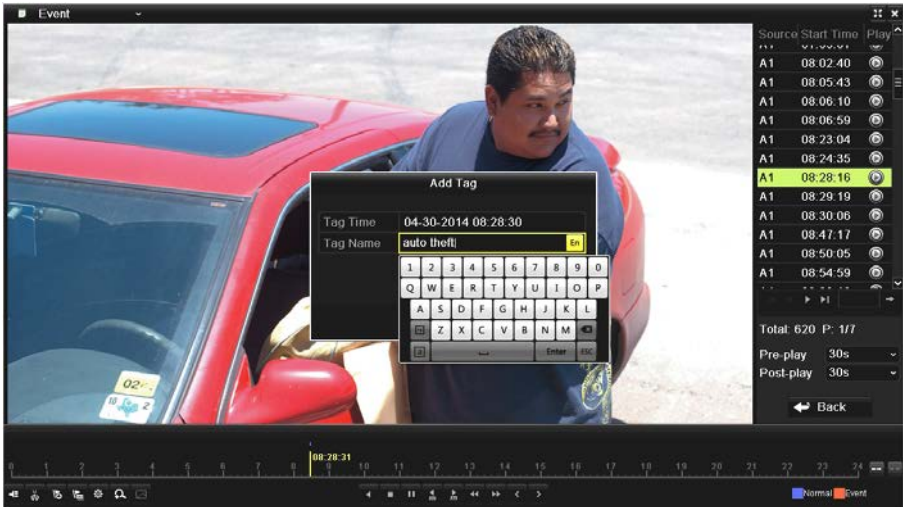 Event
Source Start Time Play
A1 08:02:40
A1 08:05:43
A1 08:06:10
A1 08:06:59
A1 08:23:04
A1 08:24:35
A1 08:28:16
A1 08:29:19
A1 08:30:06
A1 08:47:17
A1 08:50:05
A1 08:54:59
Add Tag
Tag Time 04-30-2014 08:28:30
Tag Name auto theft En
1 2 3 4 5 6 7 8 9 0
Q W E R T Y U I O P
A S D F G H J K L
Z X C V B N M
Enter ESC
Total: 620 P: 1/7
Pre-play 30s
Post-play 30s
Back
08:28:31
0 1 2 3 4 5 6 7 8 9 10 11 12 13 14 15 16 17 18 19 20 21 22 23 24
Normal Event